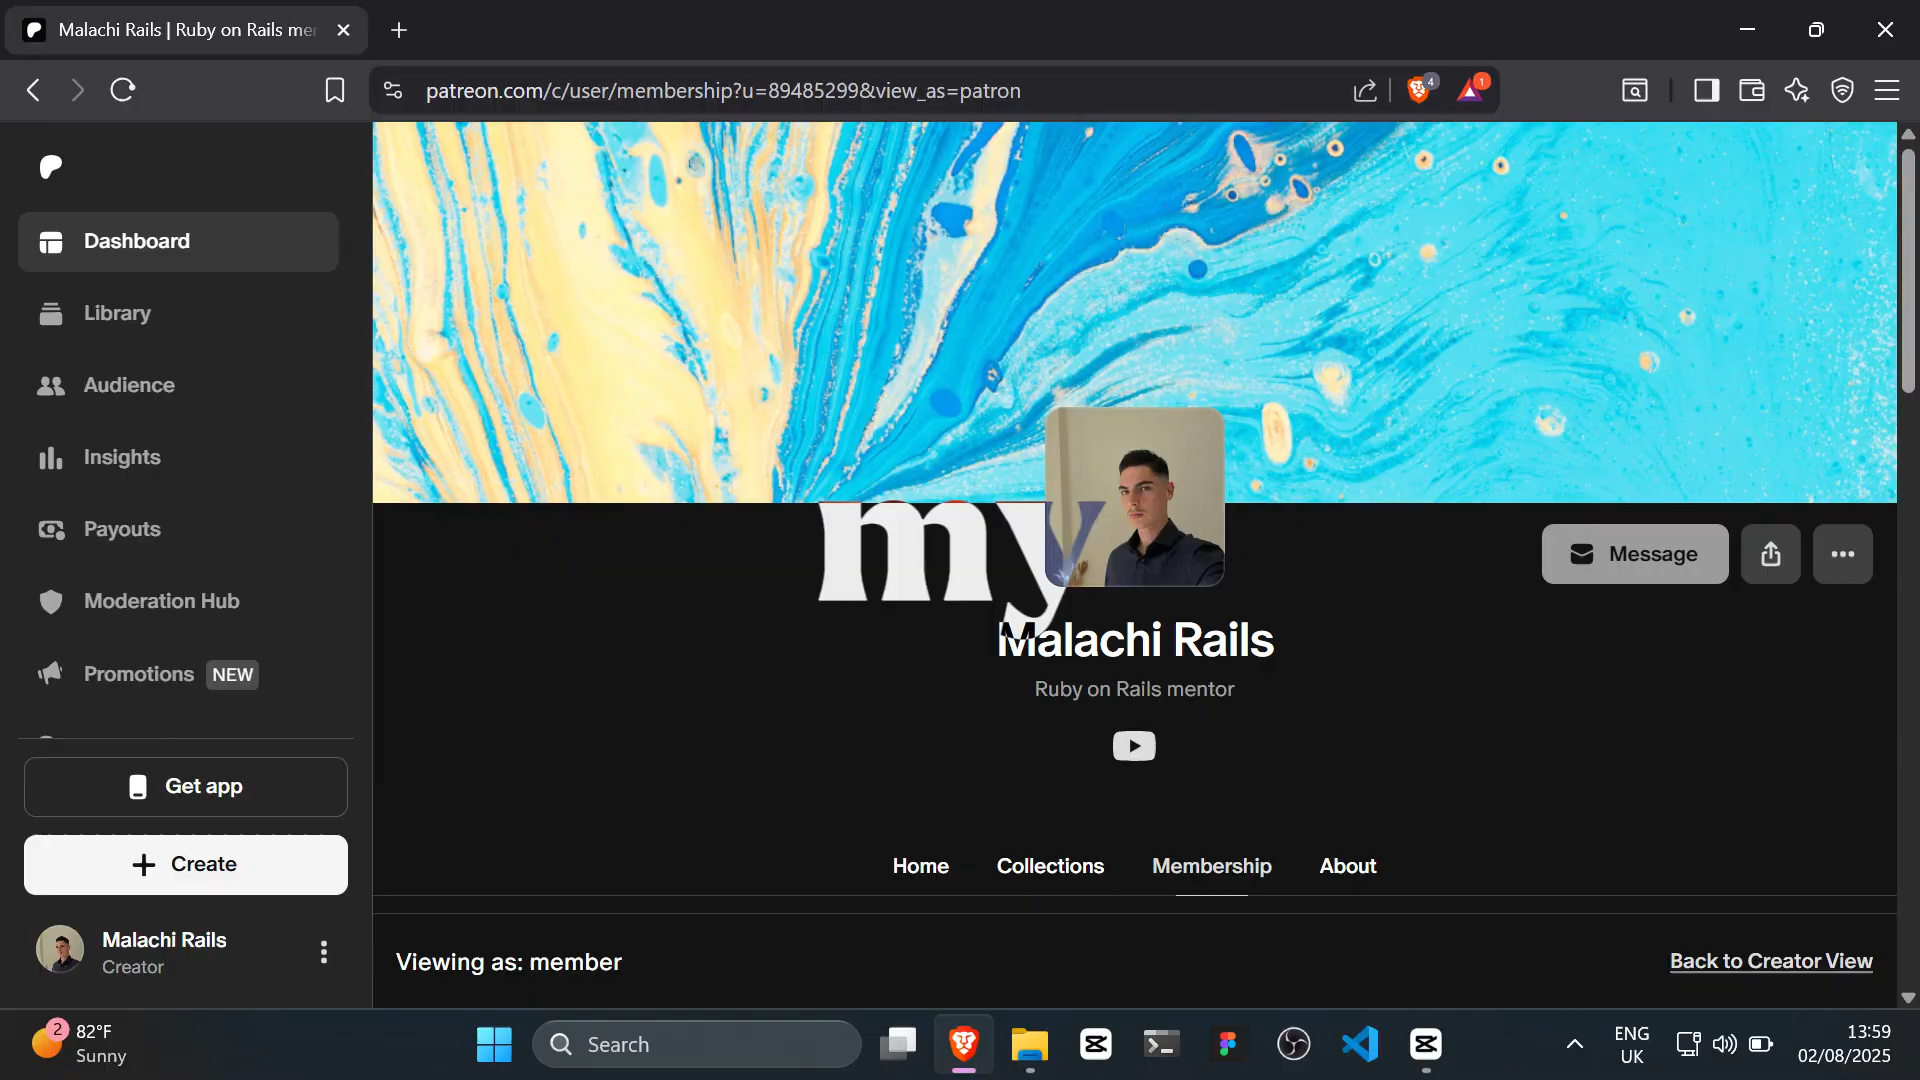 Malachi Rails | Ruby on Rails me
patreon.com/c/user/membership?u=89485299&view_as=patron
4
1
Dashboard
Library
Audience
Insights
Payouts
Moderation Hub
Promotions NEW
Get app
Create
Malachi Rails
Creator
my
Message
Malachi Rails
Ruby on Rails mentor
Home
Collections
Membership
About
Viewing as: member
Back to Creator View
2
82°F
Sunny
Search
ENG
UK
13:59
02/08/2025